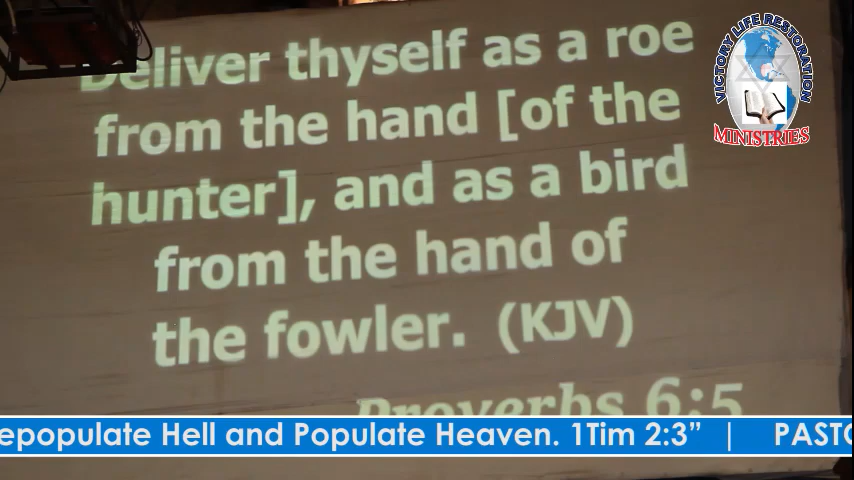 Deliver thyself as a roe
from the hand [of the
hunter], and as a bird
from the hand of
the fowler. (KJV)
Proverbs 6:5
VICTORY LIFE RESTORATION
MINISTRIES
epopulate Hell and Populate Heaven. 1Tim 2:3” | PASTO